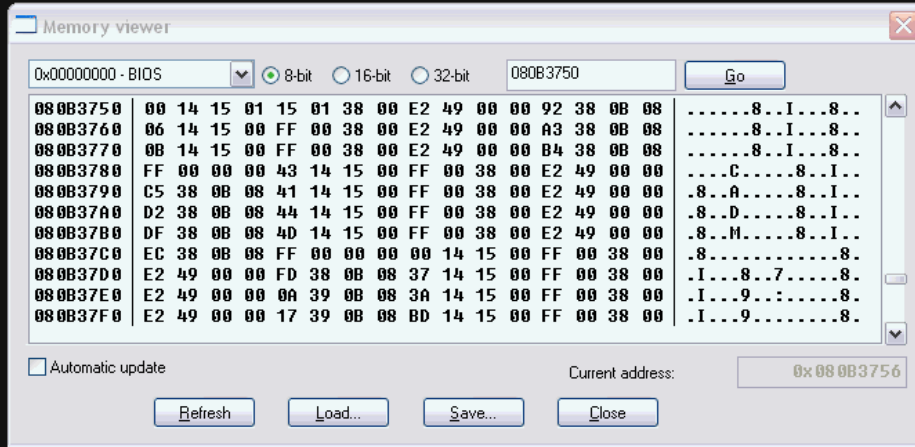 Memory viewer
0x00000000 - BIOS 8-bit 16-bit 32-bit 080B3750 Go
080B3750 00 14 15 01 15 01 38 00 E2 49 00 00 92 38 0B 08 ......8..I...8..
080B3760 06 14 15 00 FF 00 38 00 E2 49 00 00 A3 38 0B 08 ......8..I...8..
080B3770 0B 14 15 00 FF 00 38 00 E2 49 00 00 B4 38 0B 08 ......8..I...8..
080B3780 FF 00 00 00 43 14 15 00 FF 00 38 00 E2 49 00 00 ....C.....8..I..
080B3790 C5 38 0B 08 41 14 15 00 FF 00 38 00 E2 49 00 00 .8..A.....8..I..
080B37A0 D2 38 0B 08 44 14 15 00 FF 00 38 00 E2 49 00 00 .8..D.....8..I..
080B37B0 DF 38 0B 08 4D 14 15 00 FF 00 38 00 E2 49 00 00 .8..M.....8..I..
080B37C0 EC 38 0B 08 FF 00 00 00 00 14 15 00 FF 00 38 00 .8............8.
080B37D0 E2 49 00 00 FD 38 0B 08 37 14 15 00 FF 00 38 00 .I...8..7.....8.
080B37E0 E2 49 00 00 0A 39 0B 08 3A 14 15 00 FF 00 38 00 .I...9..:.....8.
080B37F0 E2 49 00 00 17 39 0B 08 BD 14 15 00 FF 00 38 00 .I...9........8.
Automatic update Current address: 0x080B3756
Refresh Load... Save... Close